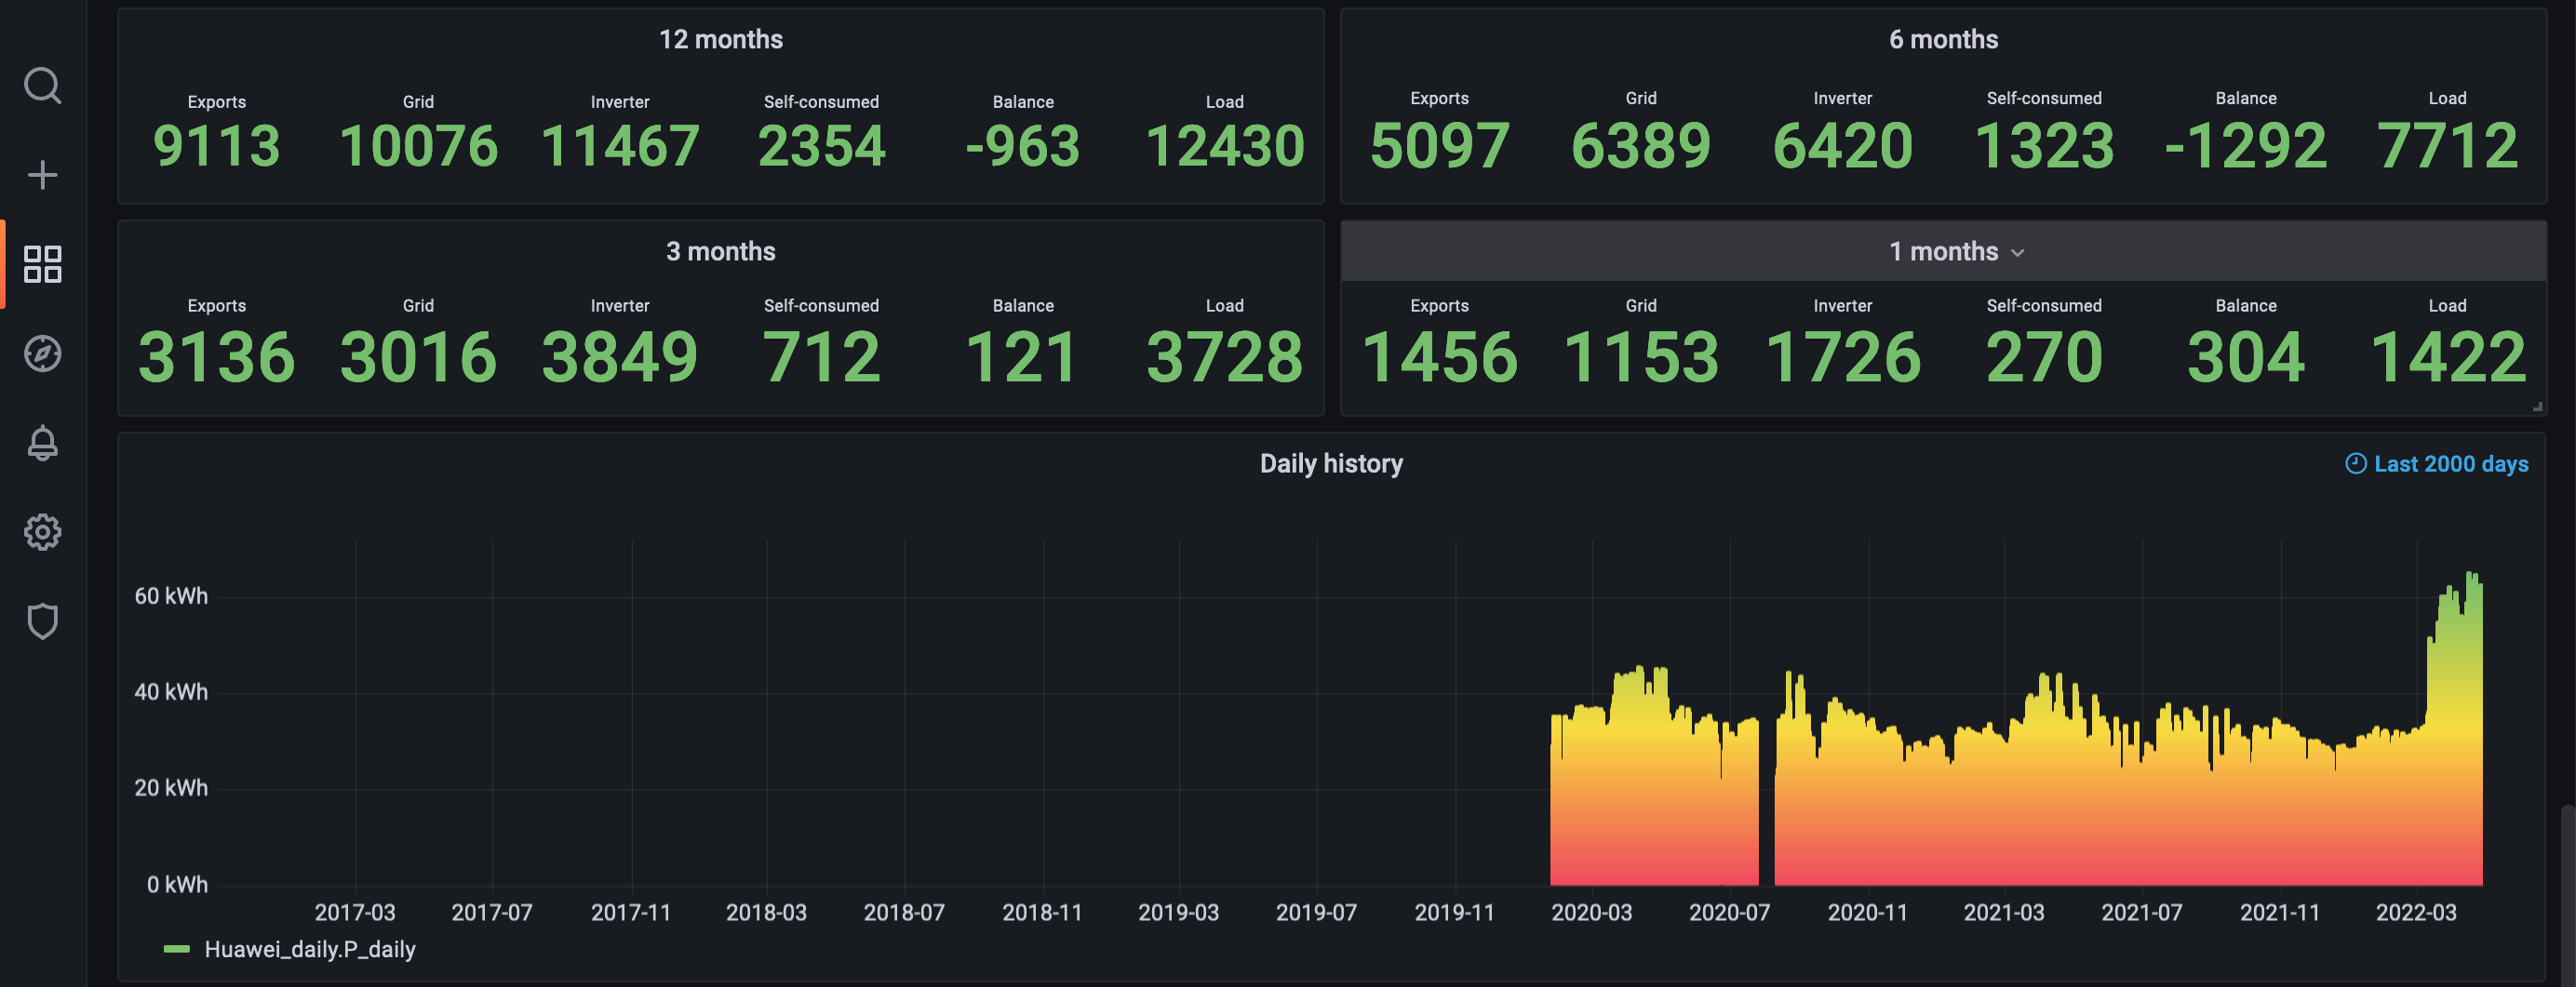 12 months
Exports Grid Inverter Self-consumed Balance Load
9113 10076 11467 2354 -963 12430
6 months
Exports Grid Inverter Self-consumed Balance Load
5097 6389 6420 1323 -1292 7712
3 months
Exports Grid Inverter Self-consumed Balance Load
3136 3016 3849 712 121 3728
1 months
Exports Grid Inverter Self-consumed Balance Load
1456 1153 1726 270 304 1422
Daily history
Last 2000 days
60 kWh
40 kWh
20 kWh
0 kWh
2017-03 2017-07 2017-11 2018-03 2018-07 2018-11 2019-03 2019-07 2019-11 2020-03 2020-07 2020-11 2021-03 2021-07 2021-11 2022-03
Huawei_daily.P_daily